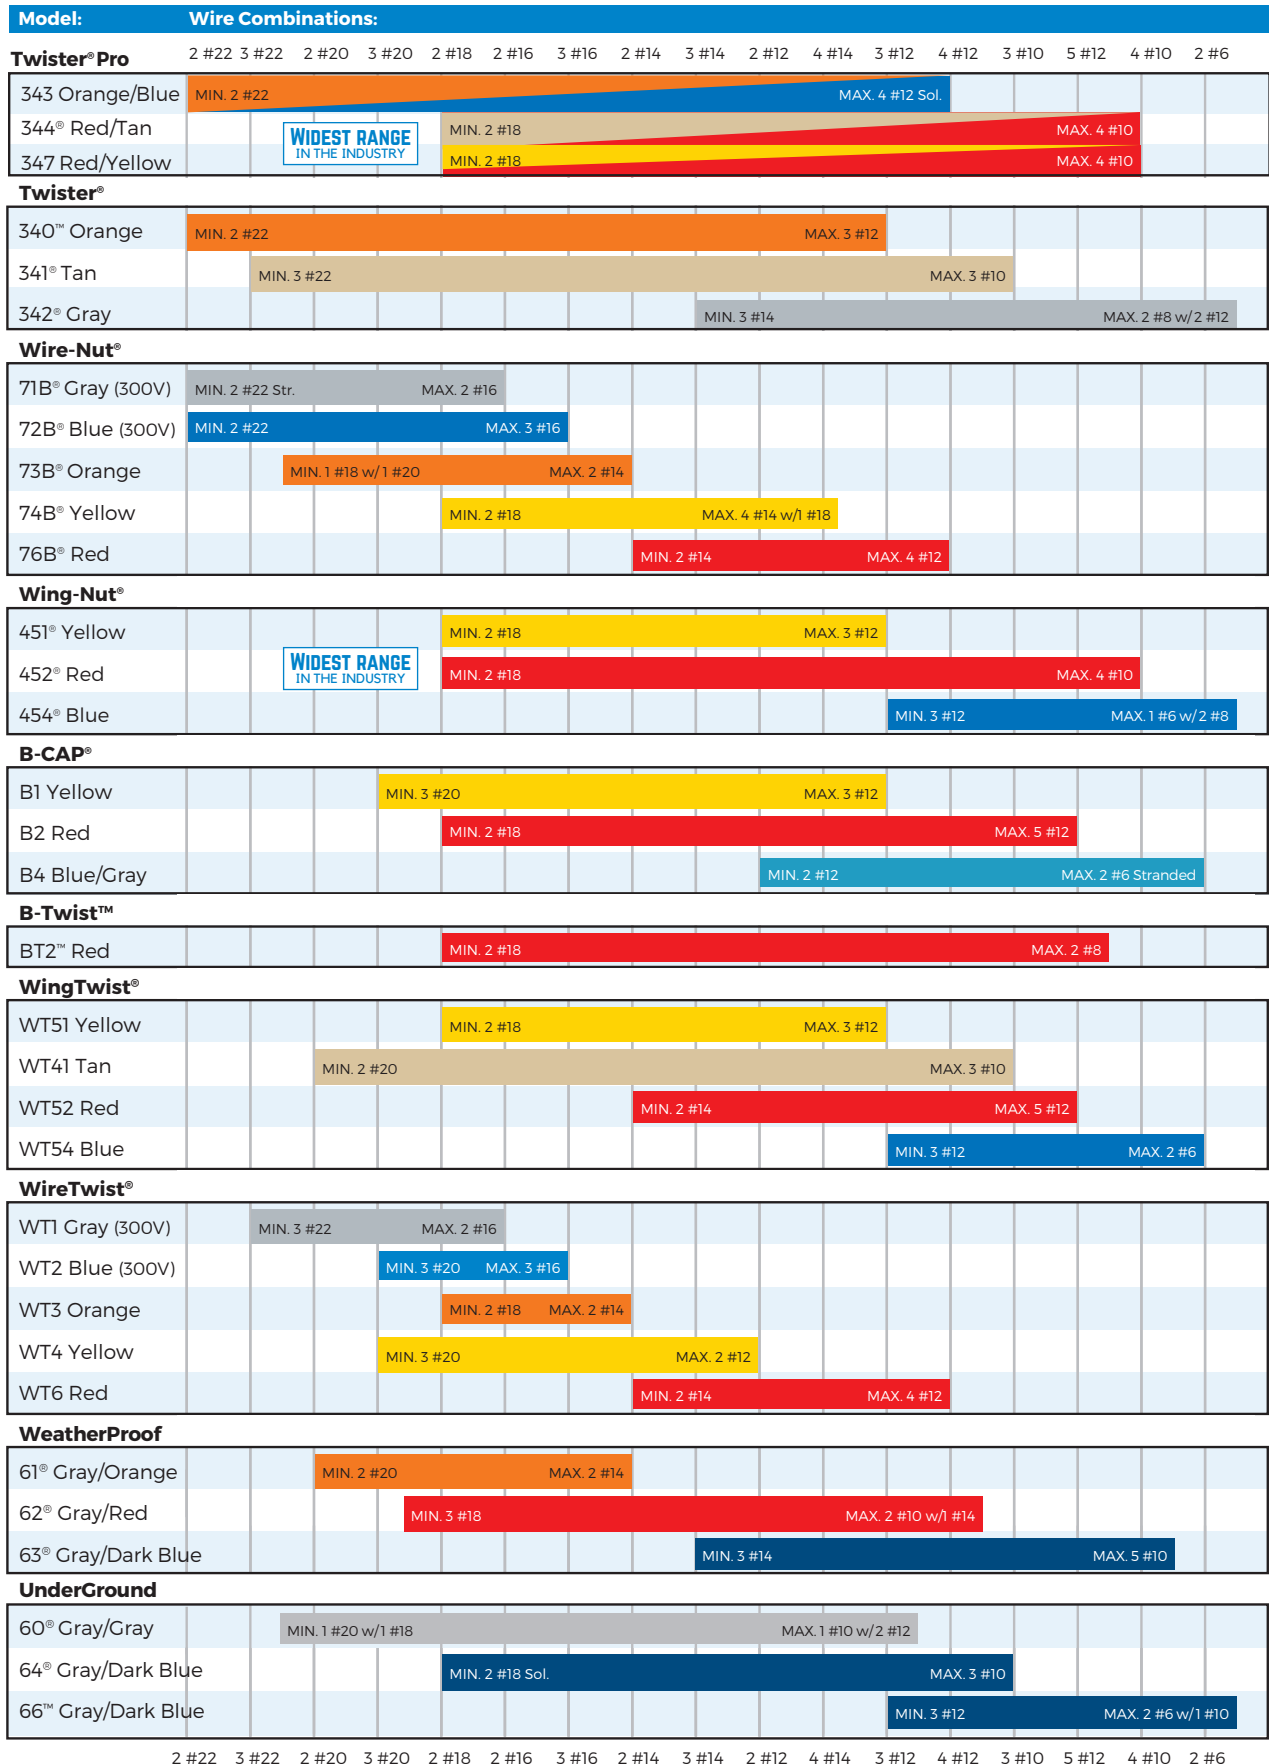 Model: Wire Combinations:
Twister® Pro 2 #22 3 #22 2 #20 3 #20 2 #18 2 #16 3 #16 2 #14 3 #14 2 #12 4 #14 3 #12 4 #12 3 #10 5 #12 4 #10 2 #6
343 Orange/Blue MIN. 2 #22 MAX. 4 #12 Sol.
344® Red/Tan MIN. 2 #18 MAX. 4 #10
WIDEST RANGE
IN THE INDUSTRY
347 Red/Yellow MIN. 2 #18 MAX. 4 #10
Twister®
340™ Orange MIN. 2 #22 MAX. 3 #12
341® Tan MIN. 3 #22 MAX. 3 #10
342® Gray MIN. 3 #14 MAX. 2 #8 w/2 #12
Wire-Nut®
71B® Gray (300V) MIN. 2 #22 Str. MAX. 2 #16
72B® Blue (300V) MIN. 2 #22 MAX. 3 #16
73B® Orange MIN. 1 #18 w/1 #20 MAX. 2 #14
74B® Yellow MIN. 2 #18 MAX. 4 #14 w/1 #18
76B® Red MIN. 2 #14 MAX. 4 #12
Wing-Nut®
451® Yellow MIN. 2 #18 MAX. 3 #12
WIDEST RANGE
IN THE INDUSTRY
452® Red MIN. 2 #18 MAX. 4 #10
454® Blue MIN. 3 #12 MAX. 1 #6 w/2 #8
B-CAP®
B1 Yellow MIN. 3 #20 MAX. 3 #12
B2 Red MIN. 2 #18 MAX. 5 #12
B4 Blue/Gray MIN. 2 #12 MAX. 2 #6 Stranded
B-Twist™
BT2™ Red MIN. 2 #18 MAX. 2 #8
WingTwist®
WT51 Yellow MIN. 2 #18 MAX. 3 #12
WT41 Tan MIN. 2 #20 MAX. 3 #10
WT52 Red MIN. 2 #14 MAX. 5 #12
WT54 Blue MIN. 3 #12 MAX. 2 #6
WireTwist®
WT1 Gray (300V) MIN. 3 #22 MAX. 2 #16
WT2 Blue (300V) MIN. 3 #20 MAX. 3 #16
WT3 Orange MIN. 2 #18 MAX. 2 #14
WT4 Yellow MIN. 3 #20 MAX. 2 #12
WT6 Red MIN. 2 #14 MAX. 4 #12
WeatherProof
61® Gray/Orange MIN. 2 #20 MAX. 2 #14
62® Gray/Red MIN. 3 #18 MAX. 2 #10 w/1 #14
63® Gray/Dark Blue MIN. 3 #14 MAX. 5 #10
UnderGround
60® Gray/Gray MIN. 1 #20 w/1 #18 MAX. 1 #10 w/2 #12
64® Gray/Dark Blue MIN. 2 #18 Sol. MAX. 3 #10
66™ Gray/Dark Blue MIN. 3 #12 MAX. 2 #6 w/1 #10
2 #22 3 #22 2 #20 3 #20 2 #18 2 #16 3 #16 2 #14 3 #14 2 #12 4 #14 3 #12 4 #12 3 #10 5 #12 4 #10 2 #6